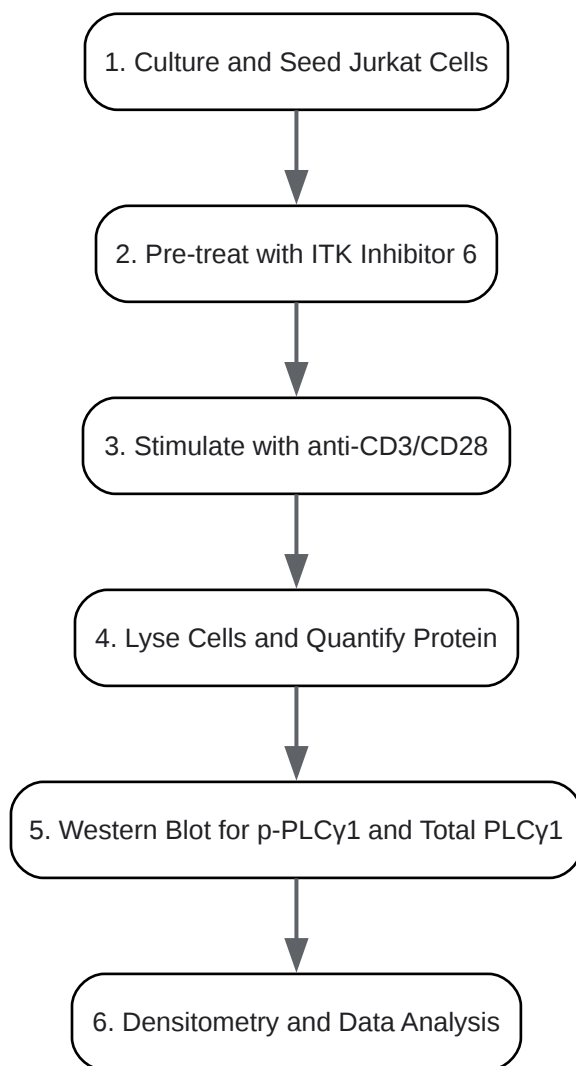 1. Culture and Seed Jurkat Cells
2. Pre-treat with ITK Inhibitor 6
3. Stimulate with anti-CD3/CD28
4. Lyse Cells and Quantify Protein
5. Western Blot for p-PLCγ1 and Total PLCγ1
6. Densitometry and Data Analysis